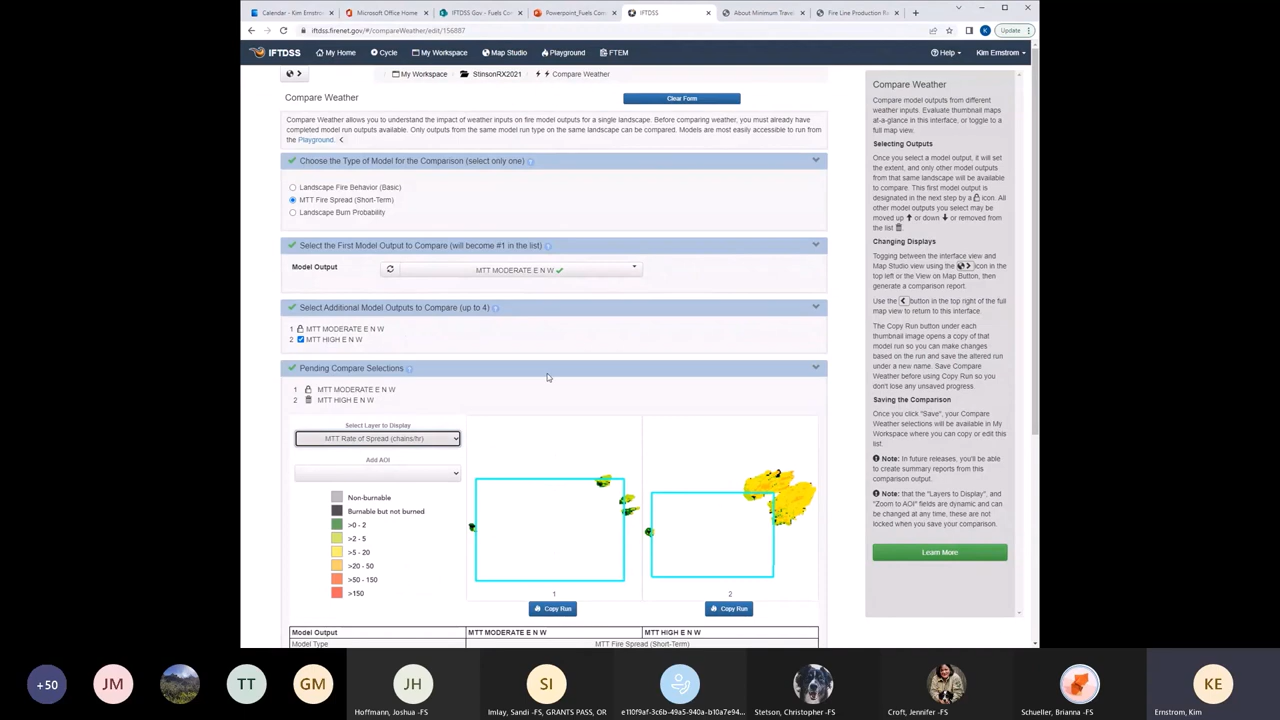 Calendar - Kim Ernstrom
Microsoft Office Home
IFTDSS Gov - Fuels Co
Powerpoint_Fuels Com
IFTDSS
About Minimum Trave
Fire Line Production Ra
iftdss.firenet.gov/#/compareWeather/edit/156887
Update
IFTDSS
My Home
Cycle
My Workspace
Map Studio
Playground
FTEM
Help
Kim Ernstrom
My Workspace
StinsonRX2021
Compare Weather
Compare Weather
Clear Form
Compare Weather allows you to understand the impact of weather inputs on fire model outputs for a single landscape. Before comparing weather, you must already have
completed model run outputs available. Only outputs from the same model run type on the same landscape can be compared. Models are most easily accessible to run from
the Playground.
Choose the Type of Model for the Comparison (select only one)
Landscape Fire Behavior (Basic)
MTT Fire Spread (Short-Term)
Landscape Burn Probability
Select the First Model Output to Compare (will become #1 in the list)
Model Output
MTT MODERATE E N W
Select Additional Model Outputs to Compare (up to 4)
1 MTT MODERATE E N W
2 MTT HIGH E N W
Pending Compare Selections
1 MTT MODERATE E N W
2 MTT HIGH E N W
Select Layer to Display
MTT Rate of Spread (chains/hr)
Add AOI
Non-burnable
Burnable but not burned
>0 - 2
>2 - 5
>5 - 20
>20 - 50
>50 - 150
>150
1
2
Copy Run
Copy Run
Model Output MTT MODERATE E N W MTT HIGH E N W
Model Type MTT Fire Spread (Short-Term)
Compare Weather
Compare model outputs from different
weather inputs. Evaluate thumbnail maps
at-a-glance in this interface, or toggle to a
full map view.
Selecting Outputs
Once you select a model output, it will set
the extent, and only other model outputs
from that same landscape will be available
to compare. This first model output is
designated in the next step by a icon. All
other model outputs you select may be
moved up or down or removed from
the list
Changing Displays
Togging between the interface view and
Map Studio view using the icon in the
top left or the View on Map Button, then
generate a comparison report.
Use the button in the top right of the full
map view to return to this interface.
The Copy Run button under each
thumbnail image opens a copy of that
model run so you can make changes
based on the run and save the altered run
under a new name. Save Compare
Weather before using Copy Run so you
don't lose any unsaved progress.
Saving the Comparison
Once you click "Save", your Compare
Weather selections will be available in My
Workspace where you can copy or edit this
list.
Note: In future releases, you'll be able
to create summary reports from this
comparison output.
Note: that the "Layers to Display", and
"Zoom to AOI" fields are dynamic and can
be changed at any time, these are not
locked when you save your comparison.
Learn More
+50
JM
TT
GM
JH
SI
KE
Hoffmann, Joshua -FS
Imlay, Sandi -FS, GRANTS PASS, OR
e110f9af-3c6b-49a5-940a-b10a7e94...
Stetson, Christopher -FS
Croft, Jennifer -FS
Schueller, Brianna -FS
Ernstrom, Kim